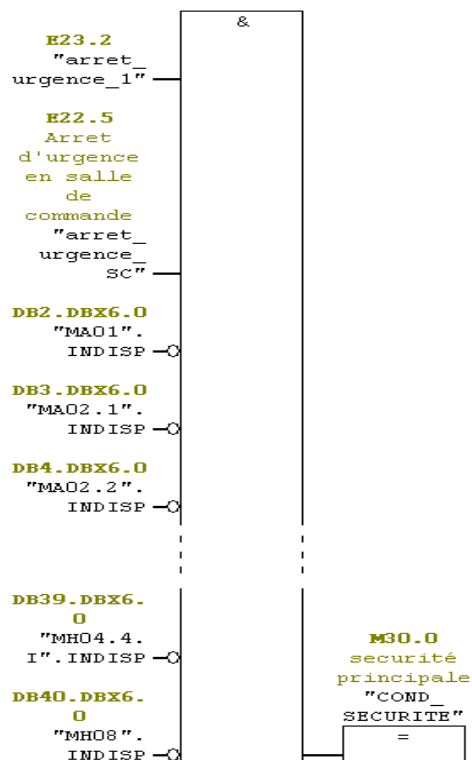 &
E23.2
"arret_
urgence_1"
E22.5
Arret
d'urgence
en salle
de
commande
"arret_
urgence_
SC"
DB2.DBX6.0
"MA01".
INDISP
DB3.DBX6.0
"MA02.1".
INDISP
DB4.DBX6.0
"MA02.2".
INDISP
DB39.DBX6.
0
"MH04.4.
I".INDISP
DB40.DBX6.
0
"MH08".
INDISP
M30.0
securité
principale
"COND_
SECURITE"
=